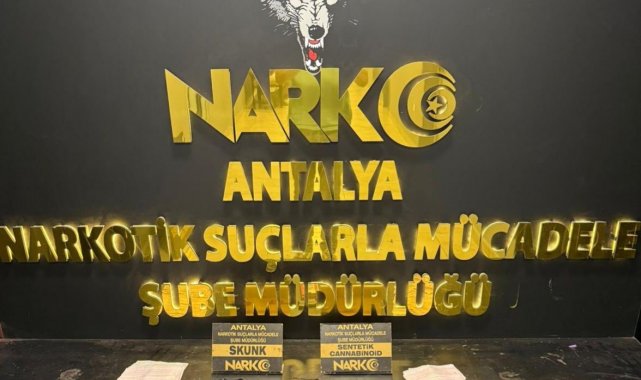 NARKO
ANTALYA
NARKOTİK SUÇLARLA MÜCADELE
ŞUBE MÜDÜRLÜĞÜ
ANTALYA
NARKOTİK SUÇLARLA MÜCADELE
ŞUBE MÜDÜRLÜĞÜ
SKUNK
NARKO
ANTALYA
NARKOTİK SUÇLARLA MÜCADELE
ŞUBE MÜDÜRLÜĞÜ
SENTETİK
CANNABINOID
NARKO